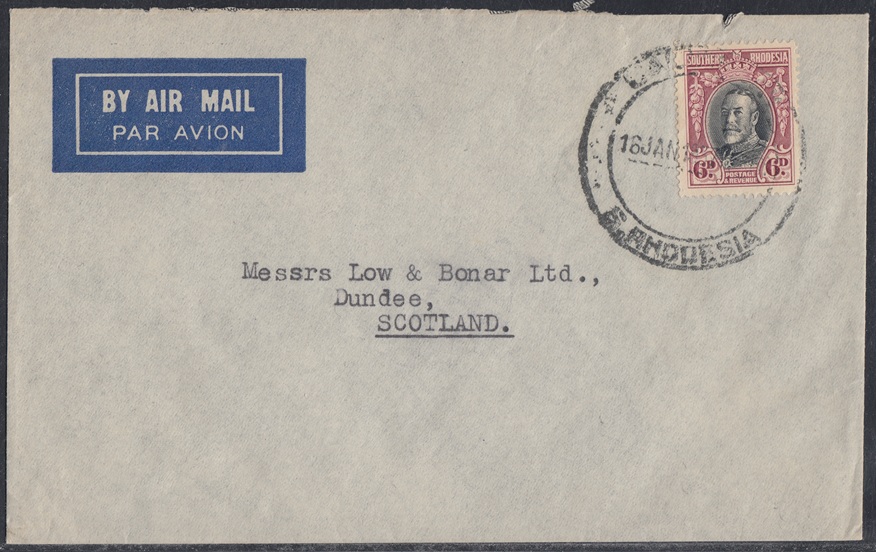 BY AIR MAIL
PAR AVION
SOUTHERN RHODESIA
6D 6D
POSTAGE
& REVENUE
16JAN
S.RHODESIA
Messrs Low & Bonar Ltd.,
Dundee,
SCOTLAND.